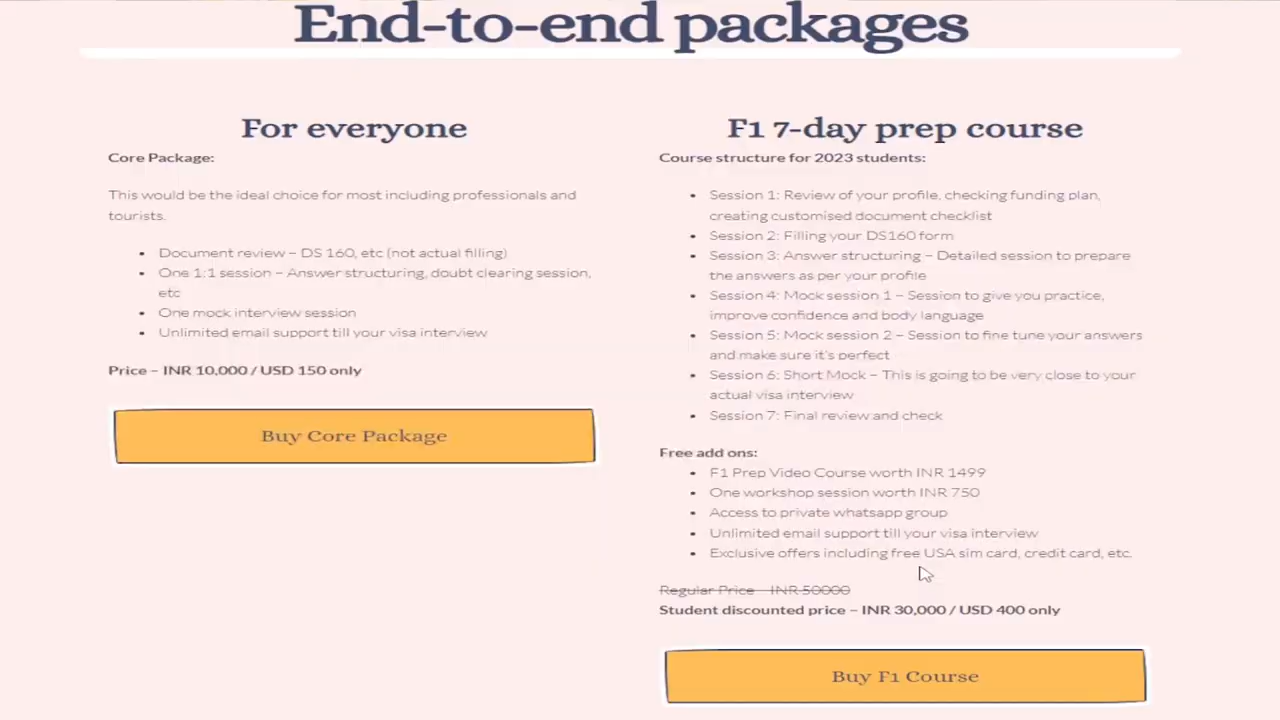 End-to-end packages
For everyone
Core Package:
This would be the ideal choice for most including professionals and
tourists.
• Document review – DS 160, etc (not actual filling)
• One 1:1 session – Answer structuring, doubt clearing session,
etc
• One mock interview session
• Unlimited email support till your visa interview
Price – INR 10,000 / USD 150 only
Buy Core Package
F1 7-day prep course
Course structure for 2023 students:
• Session 1: Review of your profile, checking funding plan,
creating customised document checklist
• Session 2: Filling your DS160 form
• Session 3: Answer structuring – Detailed session to prepare
the answers as per your profile
• Session 4: Mock session 1 – Session to give you practice,
improve confidence and body language
• Session 5: Mock session 2 – Session to fine tune your answers
and make sure it's perfect
• Session 6: Short Mock – This is going to be very close to your
actual visa interview
• Session 7: Final review and check
Free add ons:
• F1 Prep Video Course worth INR 1499
• One workshop session worth INR 750
• Access to private whatsapp group
• Unlimited email support till your visa interview
• Exclusive offers including free USA sim card, credit card, etc.
Regular Price – INR 50000
Student discounted price – INR 30,000 / USD 400 only
Buy F1 Course